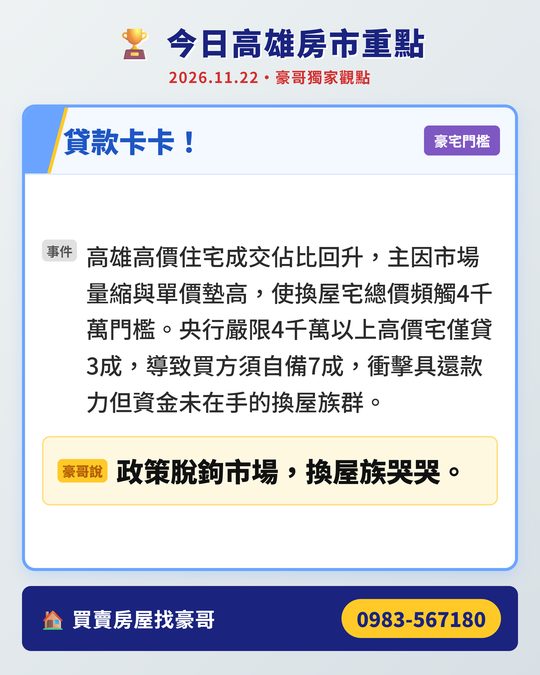 今日高雄房市重點
2026.11.22・豪哥獨家觀點
貸款卡卡！
豪宅門檻
事件
高雄高價住宅成交佔比回升，主因市場
量縮與單價墊高，使換屋宅總價頻觸4千
萬門檻。央行嚴限4千萬以上高價宅僅貸
3成，導致買方須自備7成，衝擊具還款
力但資金未在手的換屋族群。
豪哥說
政策脫鉤市場，換屋族哭哭。
買賣房屋找豪哥
0983-567180